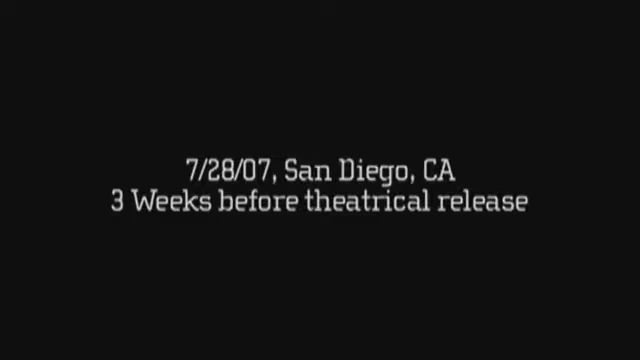 7/28/07, San Diego, CA
3 Weeks before theatrical release